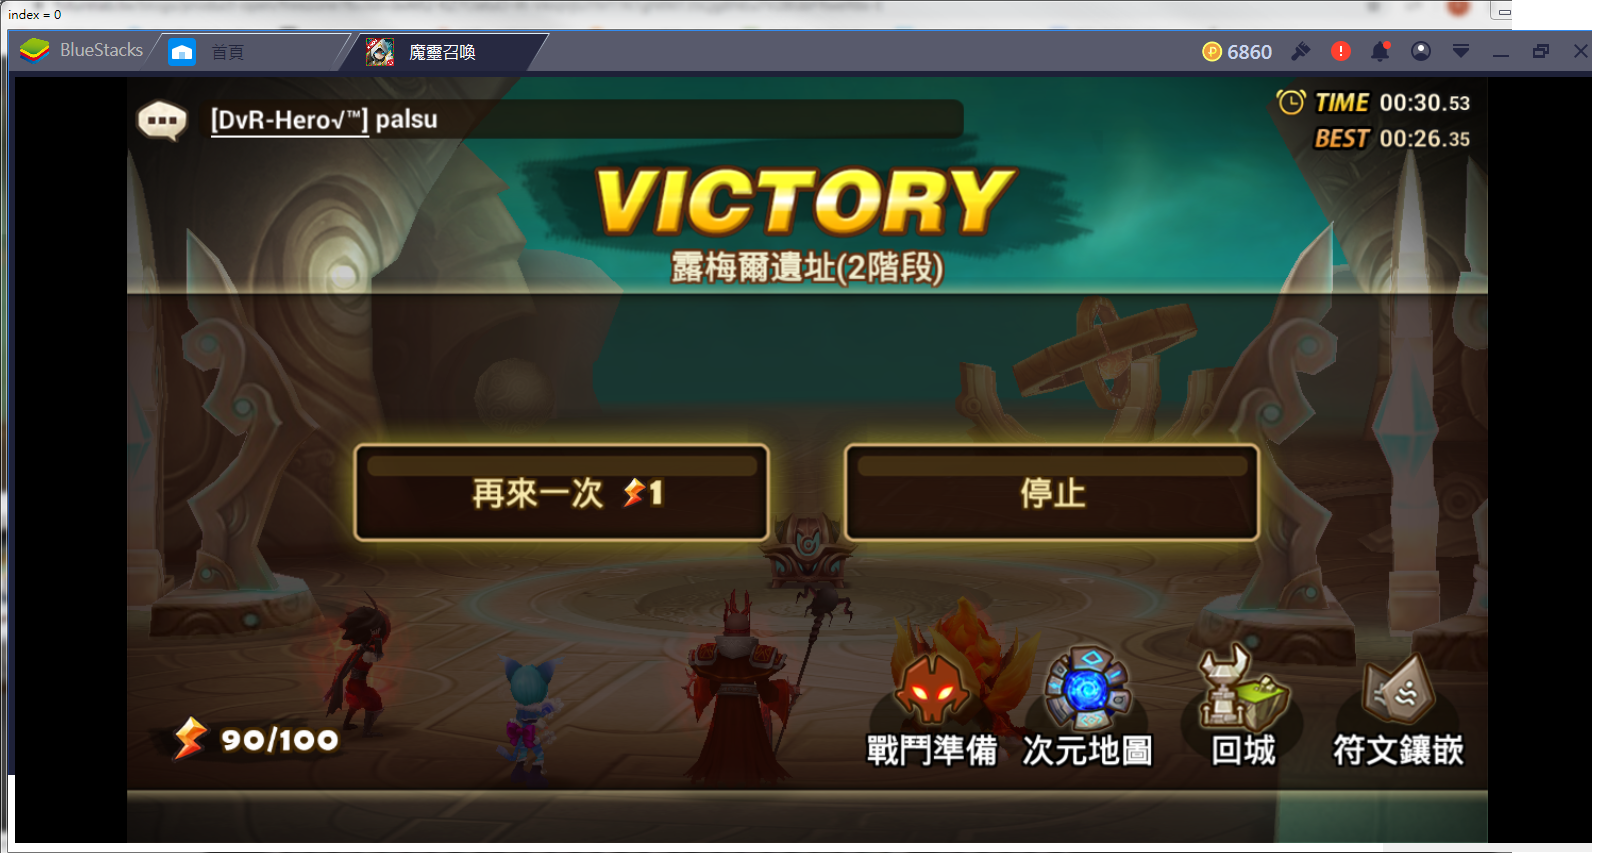 index = 0
BlueStacks
首頁
魔靈召喚
6860
[DvR-Hero√™] palsu
TIME 00:30.53
BEST 00:26.35
VICTORY
露梅爾遺址(2階段)
再來一次 1
停止
90/100
戰鬥準備
次元地圖
回城
符文鑲嵌